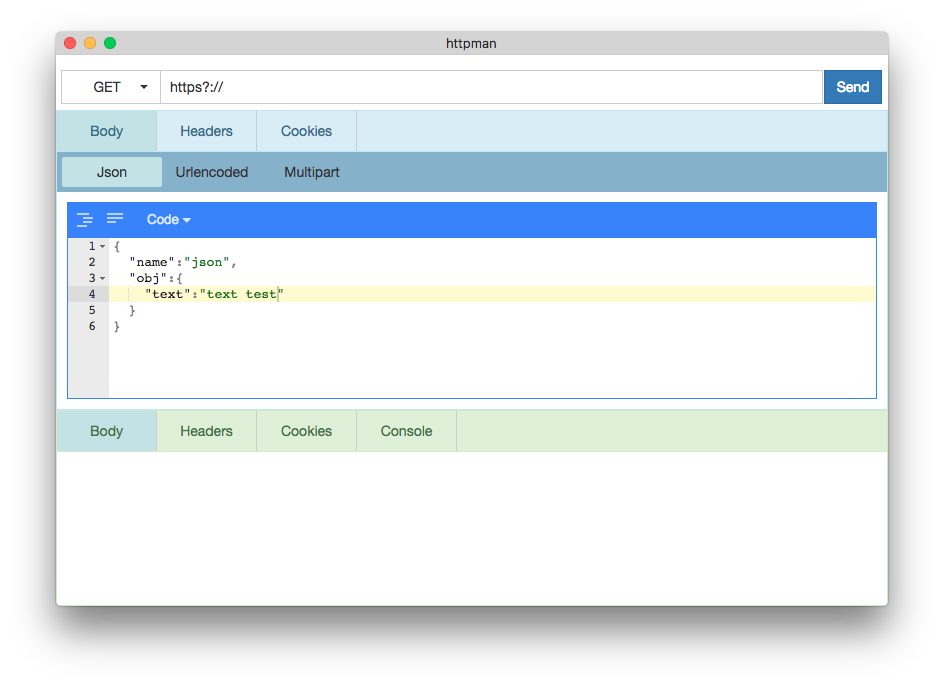 httpman
GET https?:// Send
Body Headers Cookies
Json Urlencoded Multipart
Code
1 {
2 "name":"json",
3 "obj":{
4 "text":"text test"
5 }
6 }
Body Headers Cookies Console